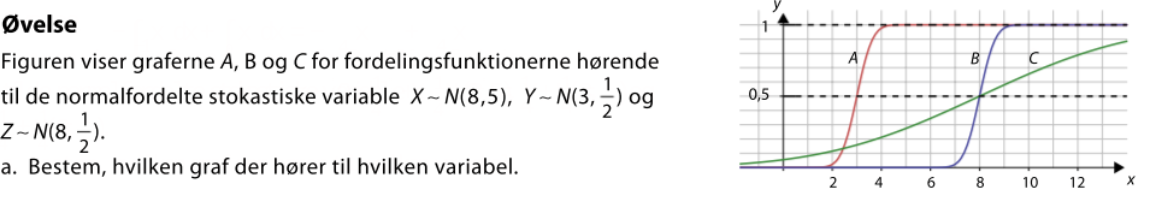 Øvelse
Figuren viser graferne A, B og C for fordelingsfunktionerne hørende
til de normalfordelte stokastiske variable X ~ N(8,5), Y ~ N(3, 1/2) og
Z ~ N(8, 1/2).
a. Bestem, hvilken graf der hører til hvilken variabel.
y
1
A B C
0,5
2 4 6 8 10 12 x